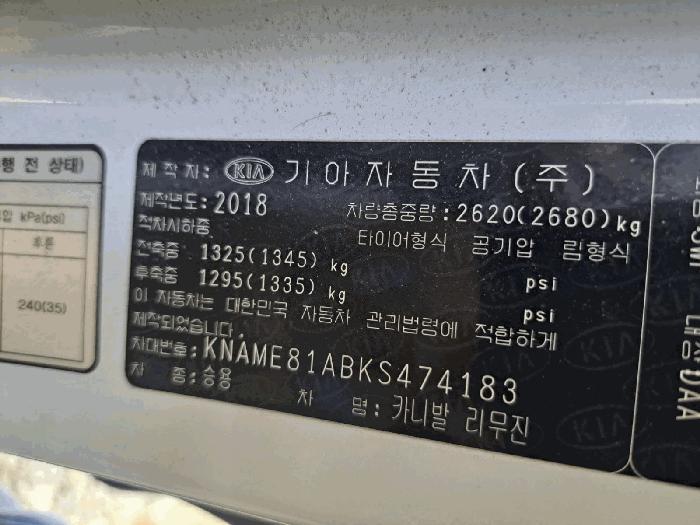 행 전 상태)
kPa(psi)
후륜
240(35)
제 작 자: KIA 기 아 자 동 차 ( 주 )
제작년도: 2018 차량총중량: 2620(2680)kg
적차시하중. 타이어형식 공기압 림형식
전축중 1325(1345) kg psi
후축중 1295(1335) kg psi
이 자동차는 대한민국 자동차 관리법령에 적합하게
제작되었습니다.
차대번호: KNAME81ABKS474183
차 종: 승용 차 명: 카니발 리무진